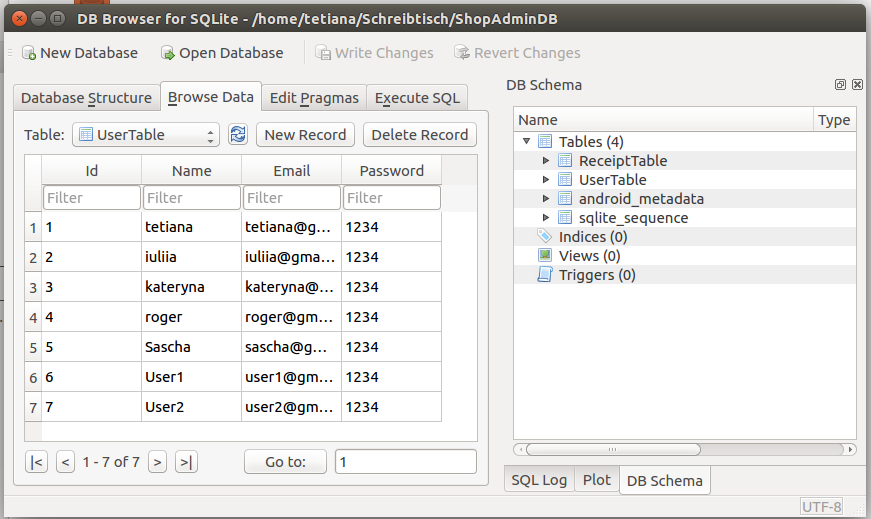 DB Browser for SQLite - /home/tetiana/Schreibtisch/ShopAdminDB
New Database Open Database Write Changes Revert Changes
Database Structure Browse Data Edit Pragmas Execute SQL
Table: UserTable New Record Delete Record
Id Name Email Password
Filter Filter Filter Filter
1 1 tetiana tetiana@g... 1234
2 2 iuliia iuliia@gma... 1234
3 3 kateryna kateryna@... 1234
4 4 roger roger@gm... 1234
5 5 Sascha sascha@g... 1234
6 6 User1 user1@gm... 1234
7 7 User2 user2@gm... 1234
|< < 1 - 7 of 7 > >| Go to: 1
DB Schema
Name Type
Tables (4)
ReceiptTable
UserTable
android_metadata
sqlite_sequence
Indices (0)
Views (0)
Triggers (0)
SQL Log Plot DB Schema
UTF-8